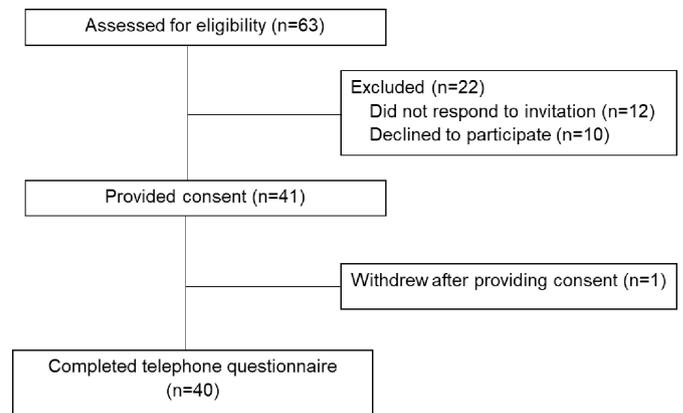 Assessed for eligibility (n=63)
Excluded (n=22)
Did not respond to invitation (n=12)
Declined to participate (n=10)
Provided consent (n=41)
Withdrew after providing consent (n=1)
Completed telephone questionnaire
(n=40)